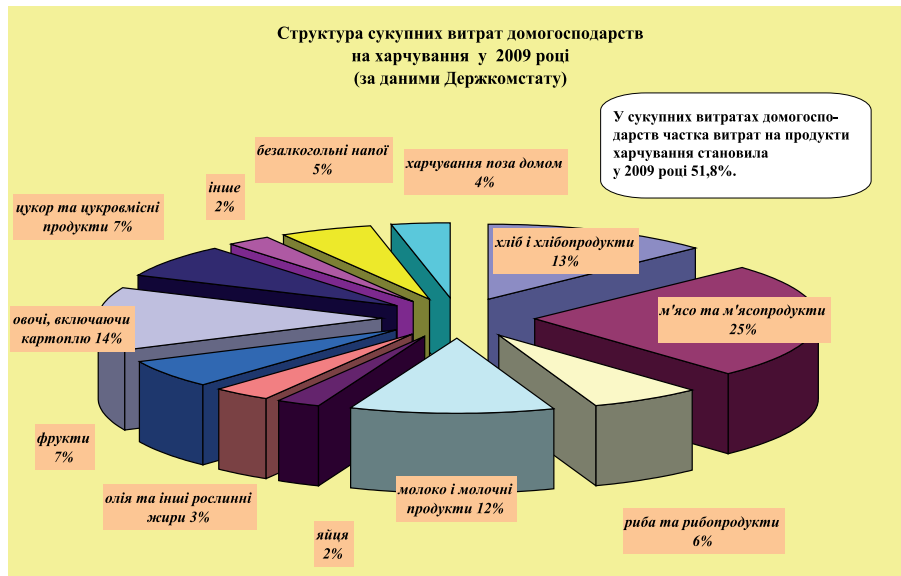 Структура сукупних витрат домогосподарств
на харчування у 2009 році
(за даними Держкомстату)
У сукупних витратах домогоспо-
дарств частка витрат на продукти
харчування становила
у 2009 році 51,8%.
безалкогольні напої
5%
харчування поза домом
4%
інше
2%
цукор та цукровмісні
продукти 7%
хліб і хлібопродукти
13%
м'ясо та м'ясопродукти
25%
овочі, включаючи
картоплю 14%
фрукти
7%
олія та інші рослинні
жири 3%
яйця
2%
молоко і молочні
продукти 12%
риба та рибопродукти
6%